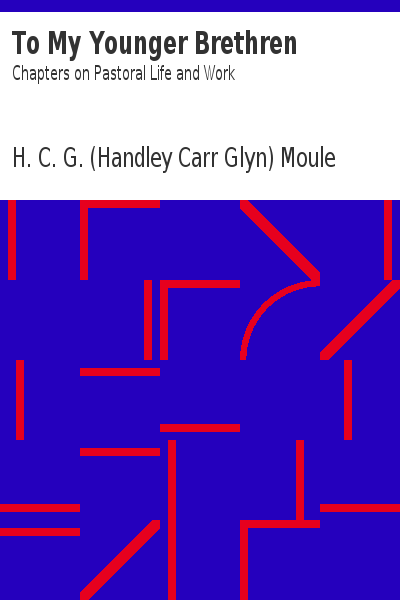 To My Younger Brethren
Chapters on Pastoral Life and Work
H. C. G. (Handley Carr Glyn) Moule